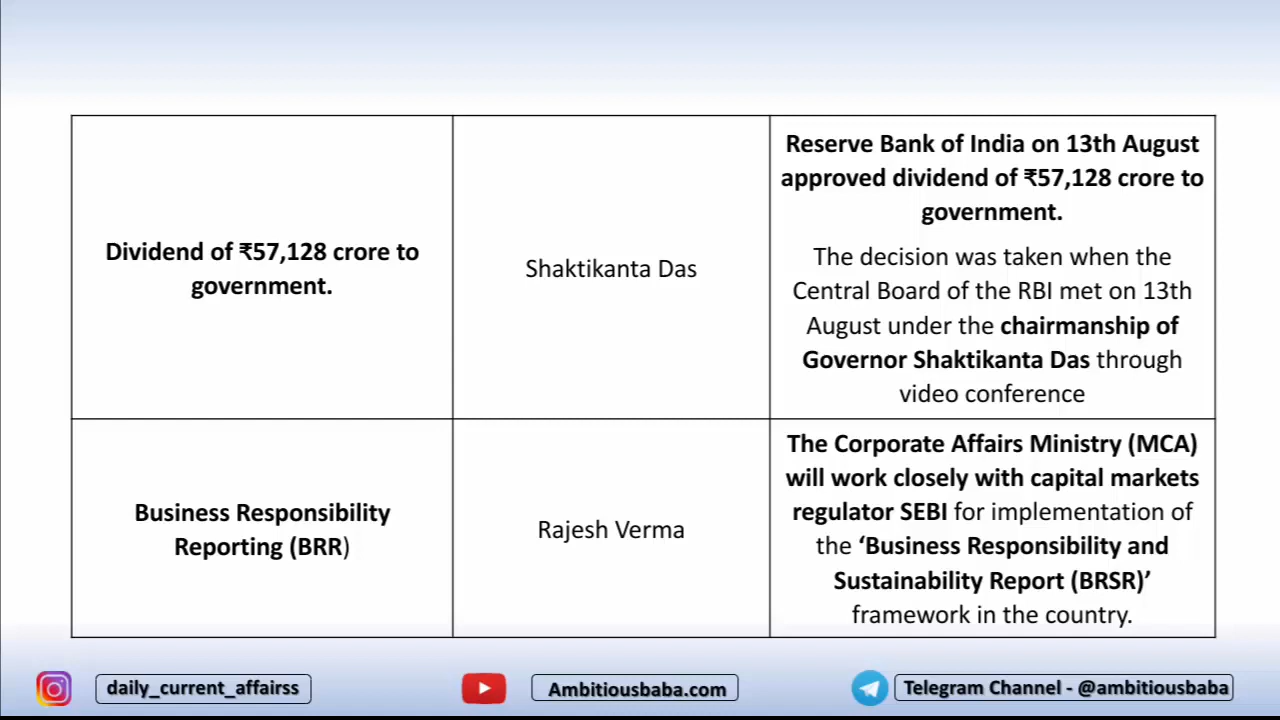 Dividend of ₹57,128 crore to
government.
Shaktikanta Das
Reserve Bank of India on 13th August
approved dividend of ₹57,128 crore to
government.
The decision was taken when the
Central Board of the RBI met on 13th
August under the chairmanship of
Governor Shaktikanta Das through
video conference
Business Responsibility
Reporting (BRR)
Rajesh Verma
The Corporate Affairs Ministry (MCA)
will work closely with capital markets
regulator SEBI for implementation of
the ‘Business Responsibility and
Sustainability Report (BRSR)’
framework in the country.
daily_current_affairss
Ambitiousbaba.com
Telegram Channel - @ambitiousbaba